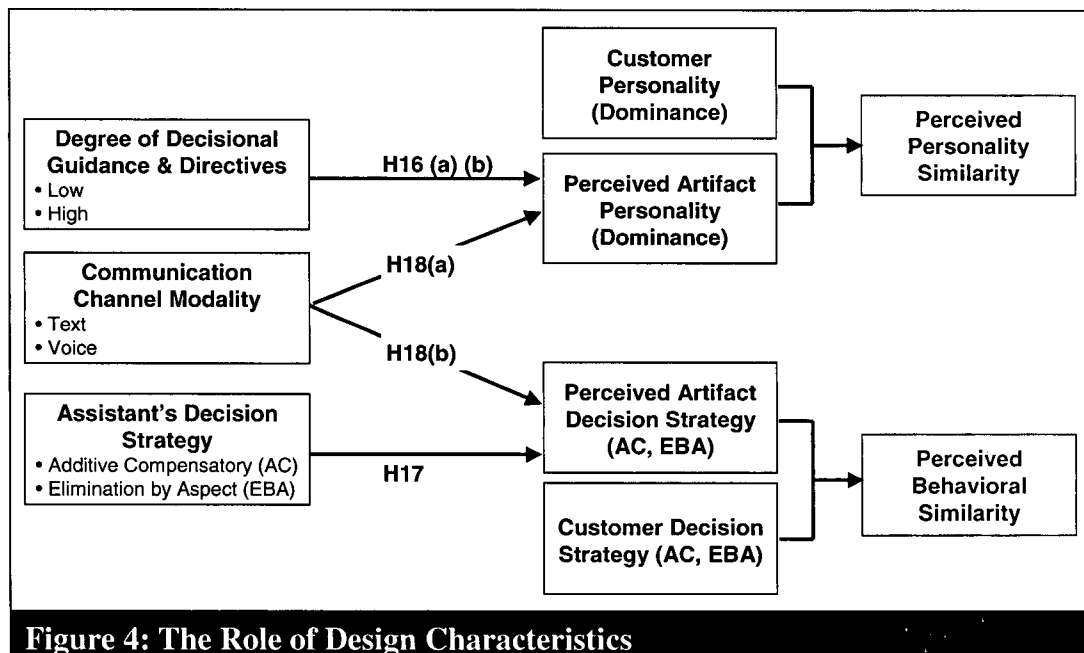 Degree of Decisional
Guidance & Directives
• Low
• High
Communication
Channel Modality
• Text
• Voice
Assistant's Decision
Strategy
• Additive Compensatory (AC)
• Elimination by Aspect (EBA)
H16 (a) (b)
H18(a)
H18(b)
H17
Customer
Personality
(Dominance)
Perceived Artifact
Personality
(Dominance)
Perceived Artifact
Decision Strategy
(AC, EBA)
Customer Decision
Strategy (AC, EBA)
Perceived
Personality
Similarity
Perceived
Behavioral
Similarity
Figure 4: The Role of Design Characteristics